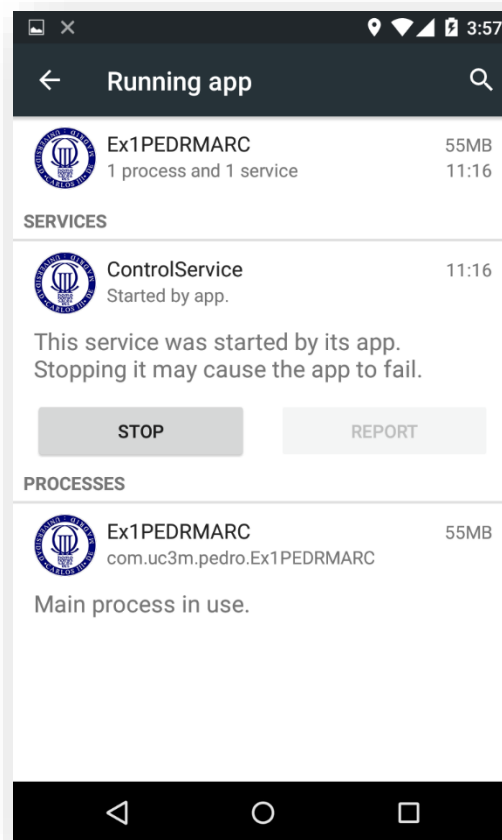 3:57
Running app
Ex1PEDRMARC 55MB
1 process and 1 service 11:16
SERVICES
ControlService 11:16
Started by app.
This service was started by its app.
Stopping it may cause the app to fail.
STOP REPORT
PROCESSES
Ex1PEDRMARC 55MB
com.uc3m.pedro.Ex1PEDRMARC
Main process in use.